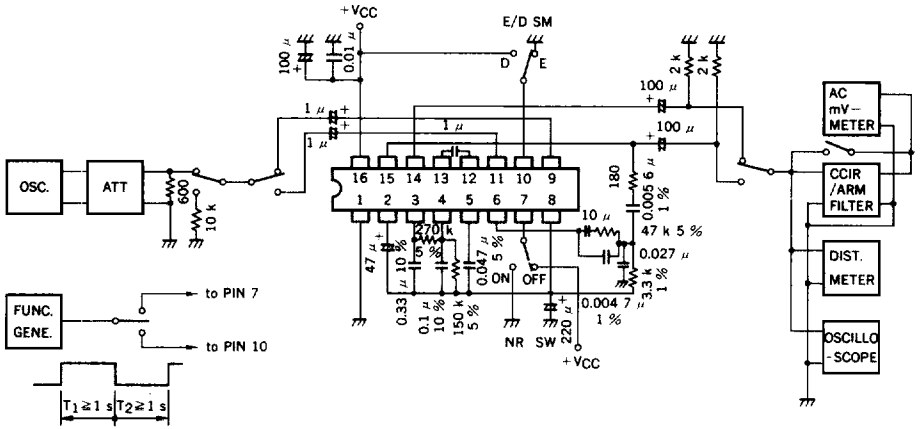 +VCC
E/D SM
100 μ
+
0.01 μ
D
E
2 k
2 k
100 μ
+
1 μ
+
+
1 μ
1 μ
100 μ
+
AC
mV-
METER
OSC.
ATT
600
10 k
16 15 14 13 12 11 10 9
1 2 3 4 5 6 7 8
180
0.005 6 μ
1 %
47 k 5 %
CCIR
/ARM
FILTER
47 μ
+
0.33 μ
10 %
270 k
5 %
0.1 μ
10 %
150 k
5 %
0.047 μ
5 %
10 μ
0.027 μ
3.3 k
1 %
0.004 7 μ
1 %
ON
OFF
NR SW
220 μ
+
+VCC
DIST.
METER
OSCILLO
-SCOPE
FUNC.
GENE.
to PIN 7
to PIN 10
T1 ≧ 1 s
T2 ≧ 1 s